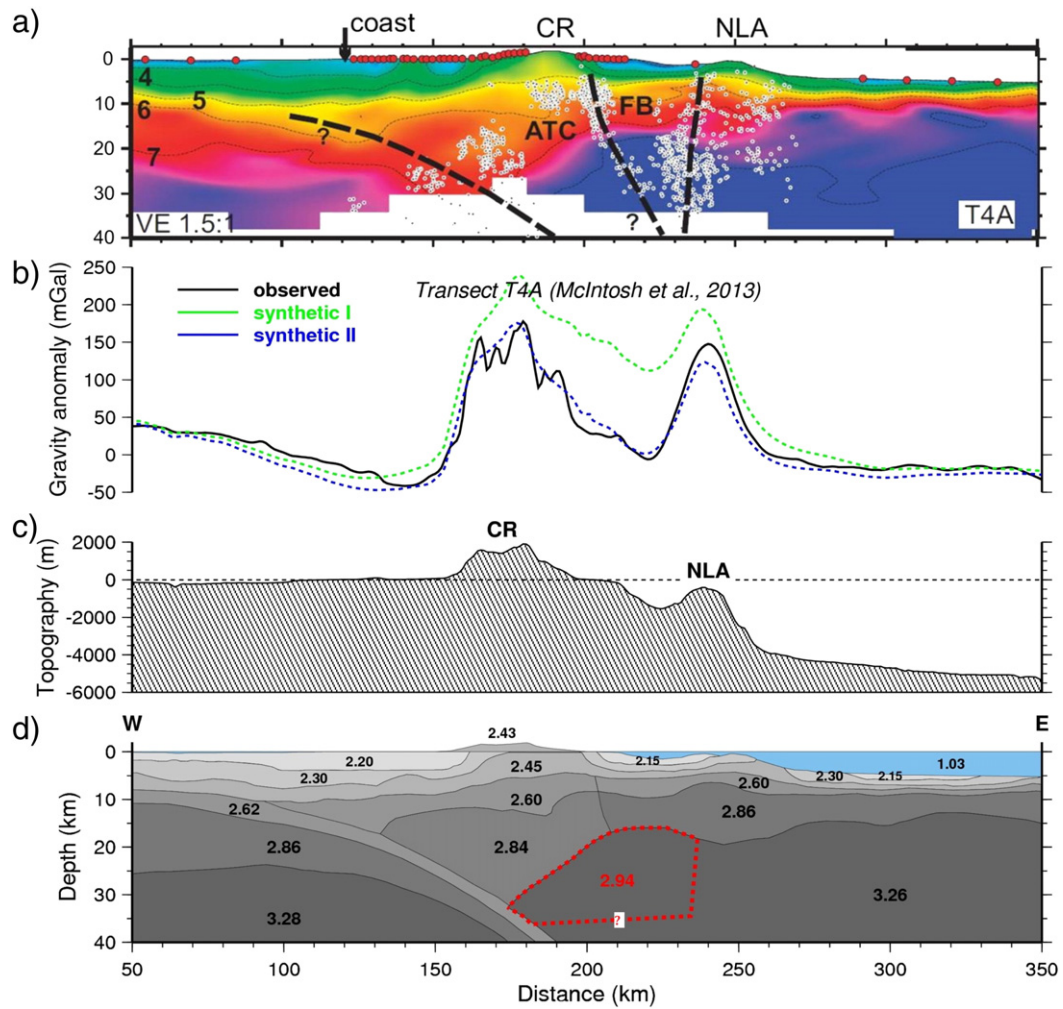 a)
coast
CR
NLA
0
10
20
30
40
4
5
6
7
?
ATC
FB
?
VE 1.5:1
T4A
b)
Gravity anomaly (mGal)
250
200
150
100
50
0
-50
observed
synthetic I
synthetic II
Transect T4A (McIntosh et al., 2013)
c)
Topography (m)
2000
0
-2000
-4000
-6000
CR
NLA
d)
W
E
Depth (km)
0
10
20
30
40
2.43
2.20
2.45
2.15
1.03
2.30
2.30
2.15
2.60
2.60
2.62
2.86
2.86
2.84
2.94
3.26
3.28
?
50
100
150
200
250
300
350
Distance (km)